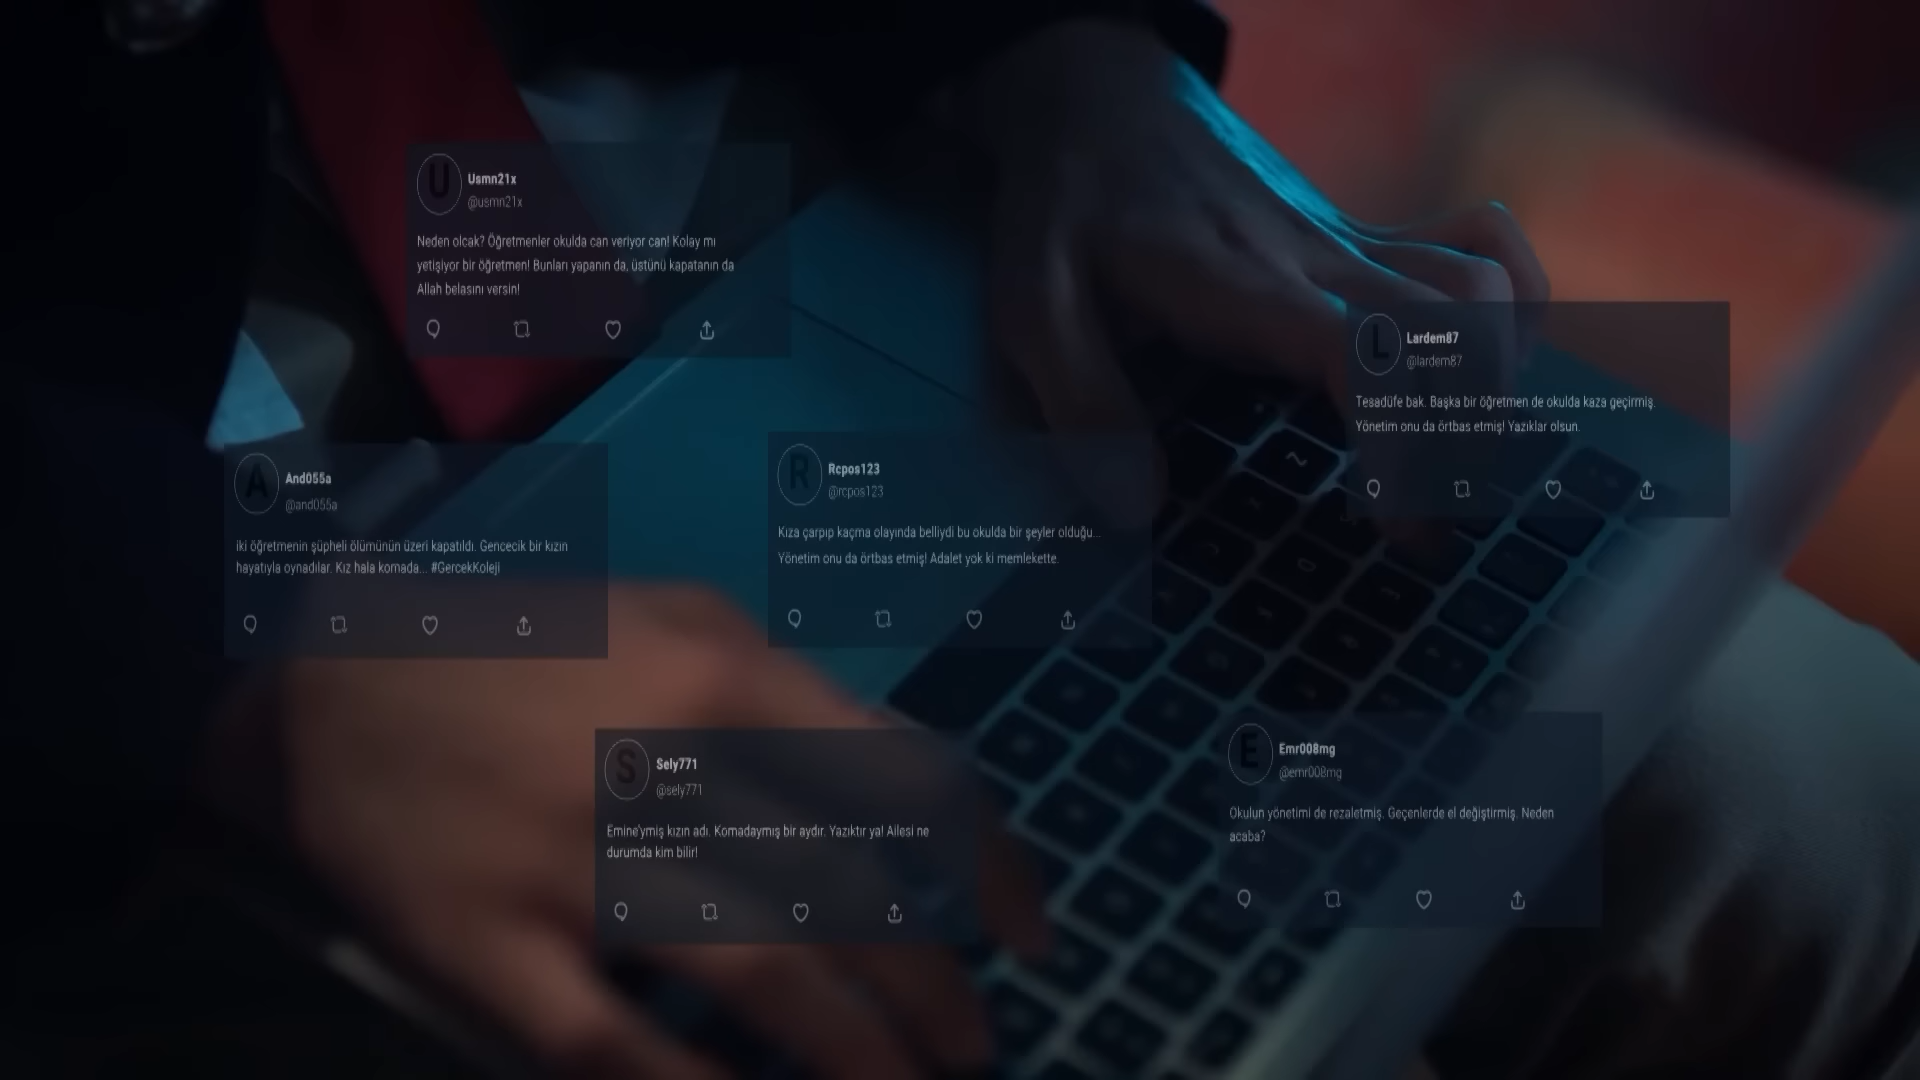 U
Usmn21x
@usmn21x
Neden olcak? Öğretmenler okulda can veriyor can! Kolay mı
yetişiyor bir öğretmen! Bunları yapanın da, üstünü kapatanın da
Allah belasını versin!
L
Lardem87
@lardem87
Tesadüfe bak. Başka bir öğretmen de okulda kaza geçirmiş.
Yönetim onu da örtbas etmiş! Yazıklar olsun.
A
And055a
@and055a
iki öğretmenin şüpheli ölümünün üzeri kapatıldı. Gencecik bir kızın
hayatıyla oynadılar. Kız hala komada... #GercekKoleji
R
Rcpos123
@rcpos123
Kıza çarpıp kaçma olayında belliydi bu okulda bir şeyler olduğu...
Yönetim onu da örtbas etmiş! Adalet yok ki memlekette.
S
Sely771
@sely771
Emine'ymiş kızın adı. Komadaymış bir aydır. Yazıktır ya! Ailesi ne
durumda kim bilir!
E
Emr008mg
@emr008mg
Okulun yönetimi de rezaletmiş. Geçenlerde el değiştirmiş. Neden
acaba?